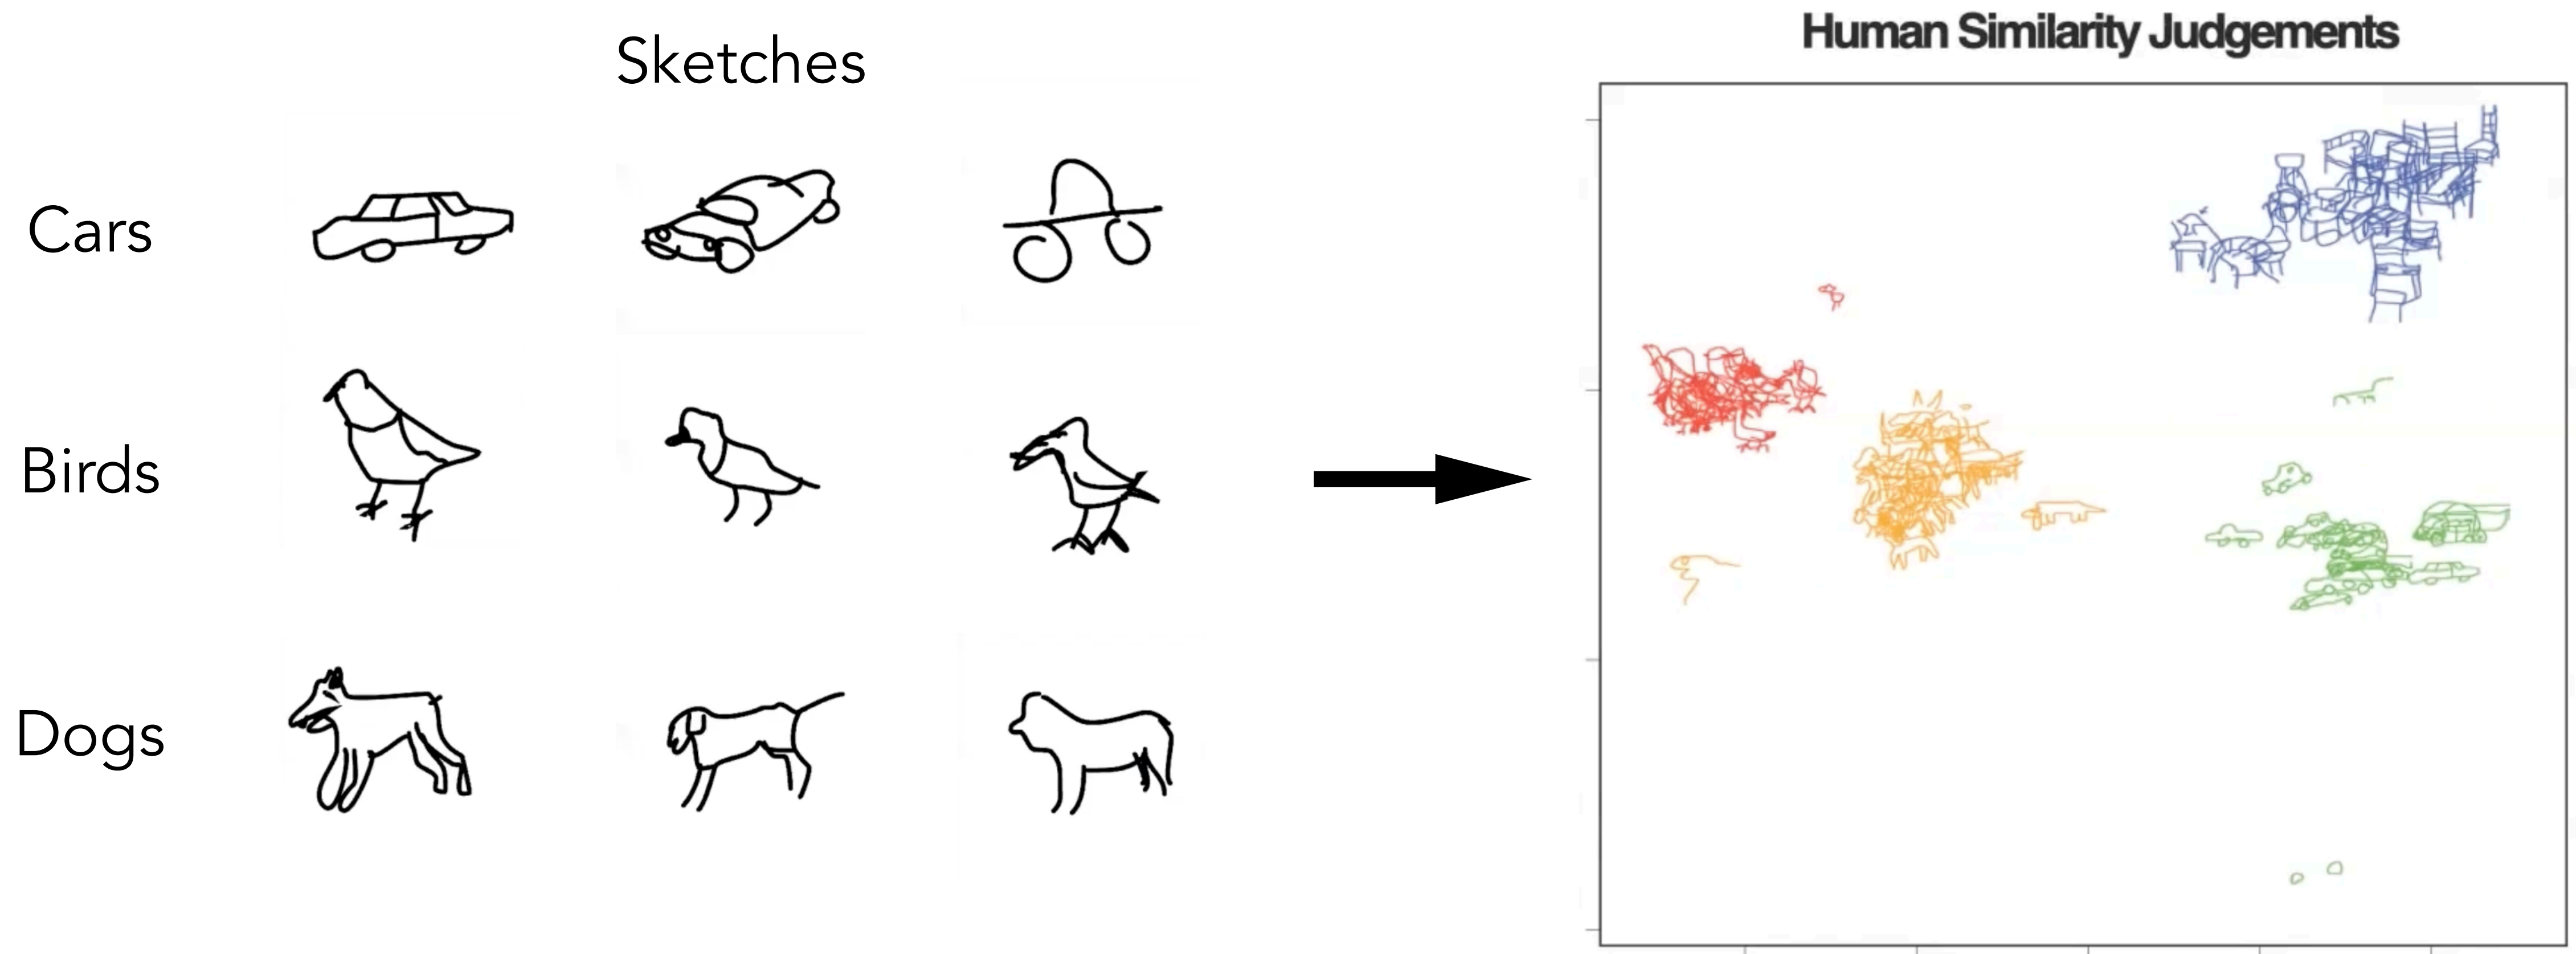 Sketches
Human Similarity Judgements
Cars
Birds
Dogs